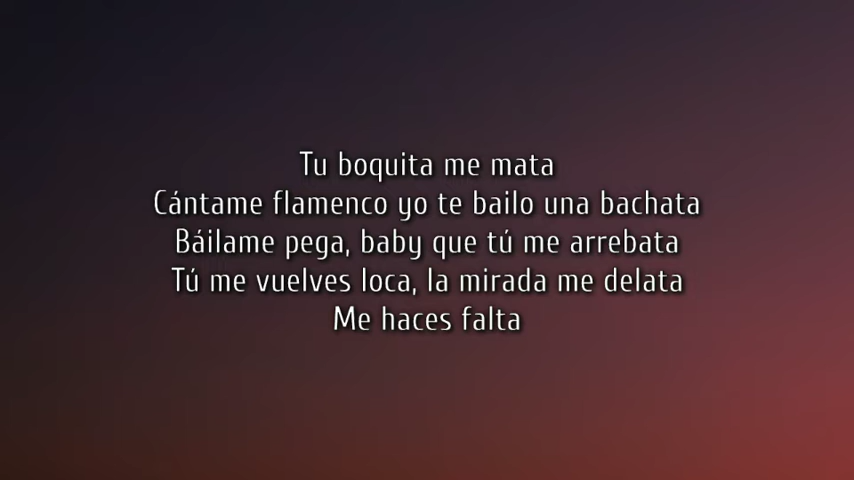 Tu boquita me mata
Cántame flamenco yo te bailo una bachata
Báilame pega, baby que tú me arrebata
Tú me vuelves loca, la mirada me delata
Me haces falta